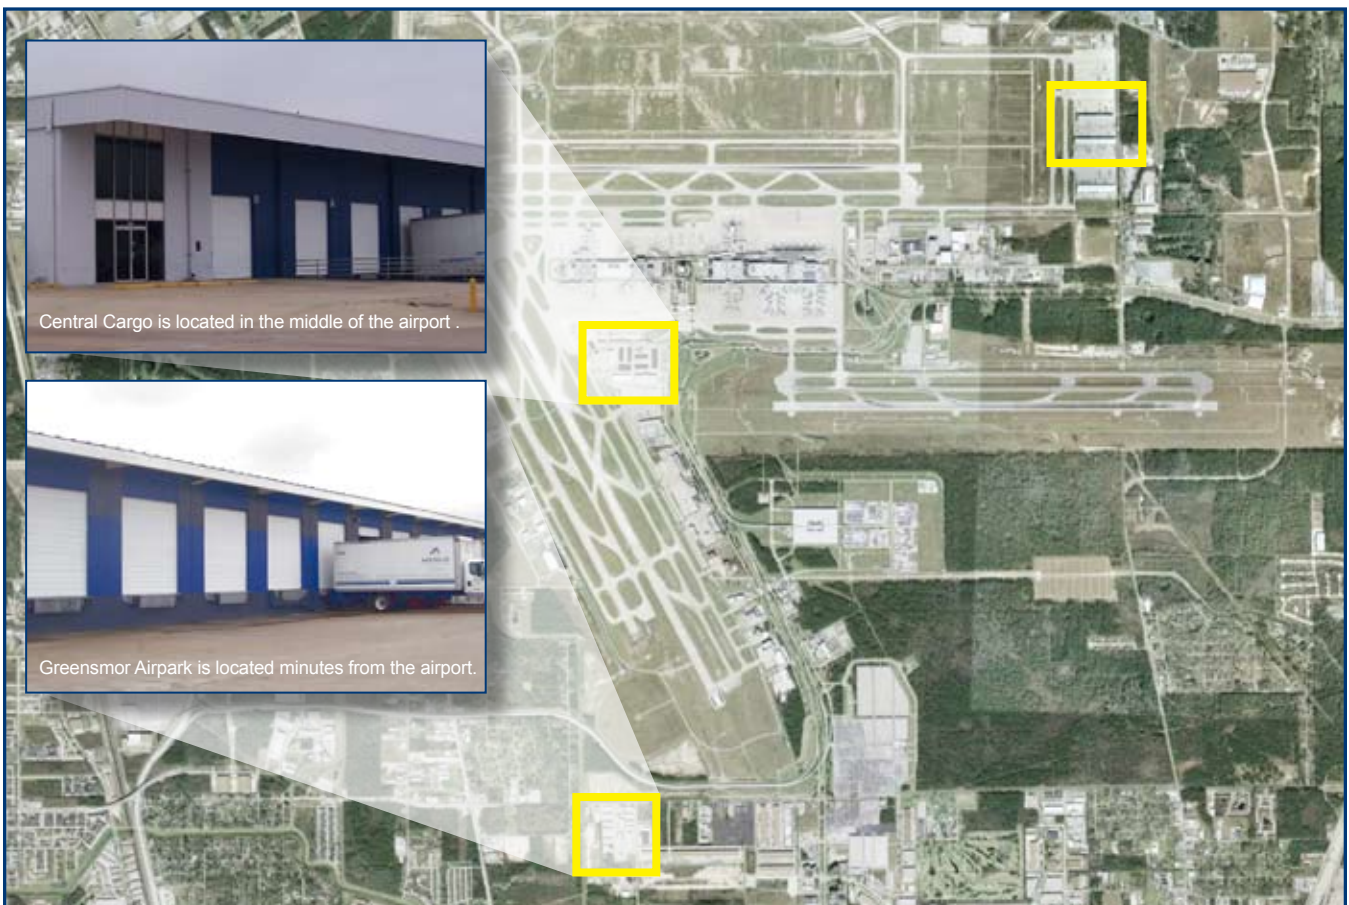 Central Cargo is located in the middle of the airport .
Greensmor Airpark is located minutes from the airport.